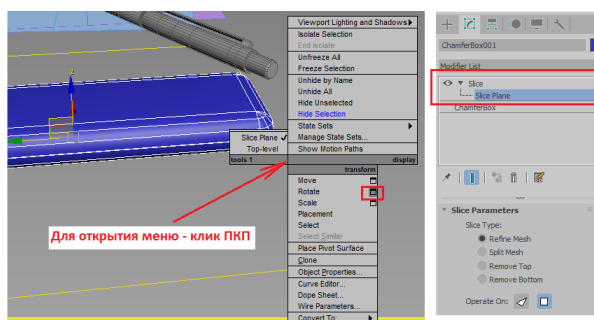 Viewport Lighting and Shadows
Isolate Selection
End Isolate
Unfreeze All
Freeze Selection
Unhide by Name
Unhide All
Hide Unselected
Hide Selection
State Sets
Manage State Sets...
Show Motion Paths
Slice Plane
Top-level
tools 1
display
transform
Move
Rotate
Scale
Placement
Select
Select Similar
Place Pivot Surface
Clone
Object Properties...
Curve Editor...
Dope Sheet...
Wire Parameters...
Convert To:
z
Для открытия меню - клик ПКП
ChamferBox001
Modifier List
Slice
Slice Plane
ChamferBox
Slice Parameters
Slice Type:
Refine Mesh
Split Mesh
Remove Top
Remove Bottom
Operate On: